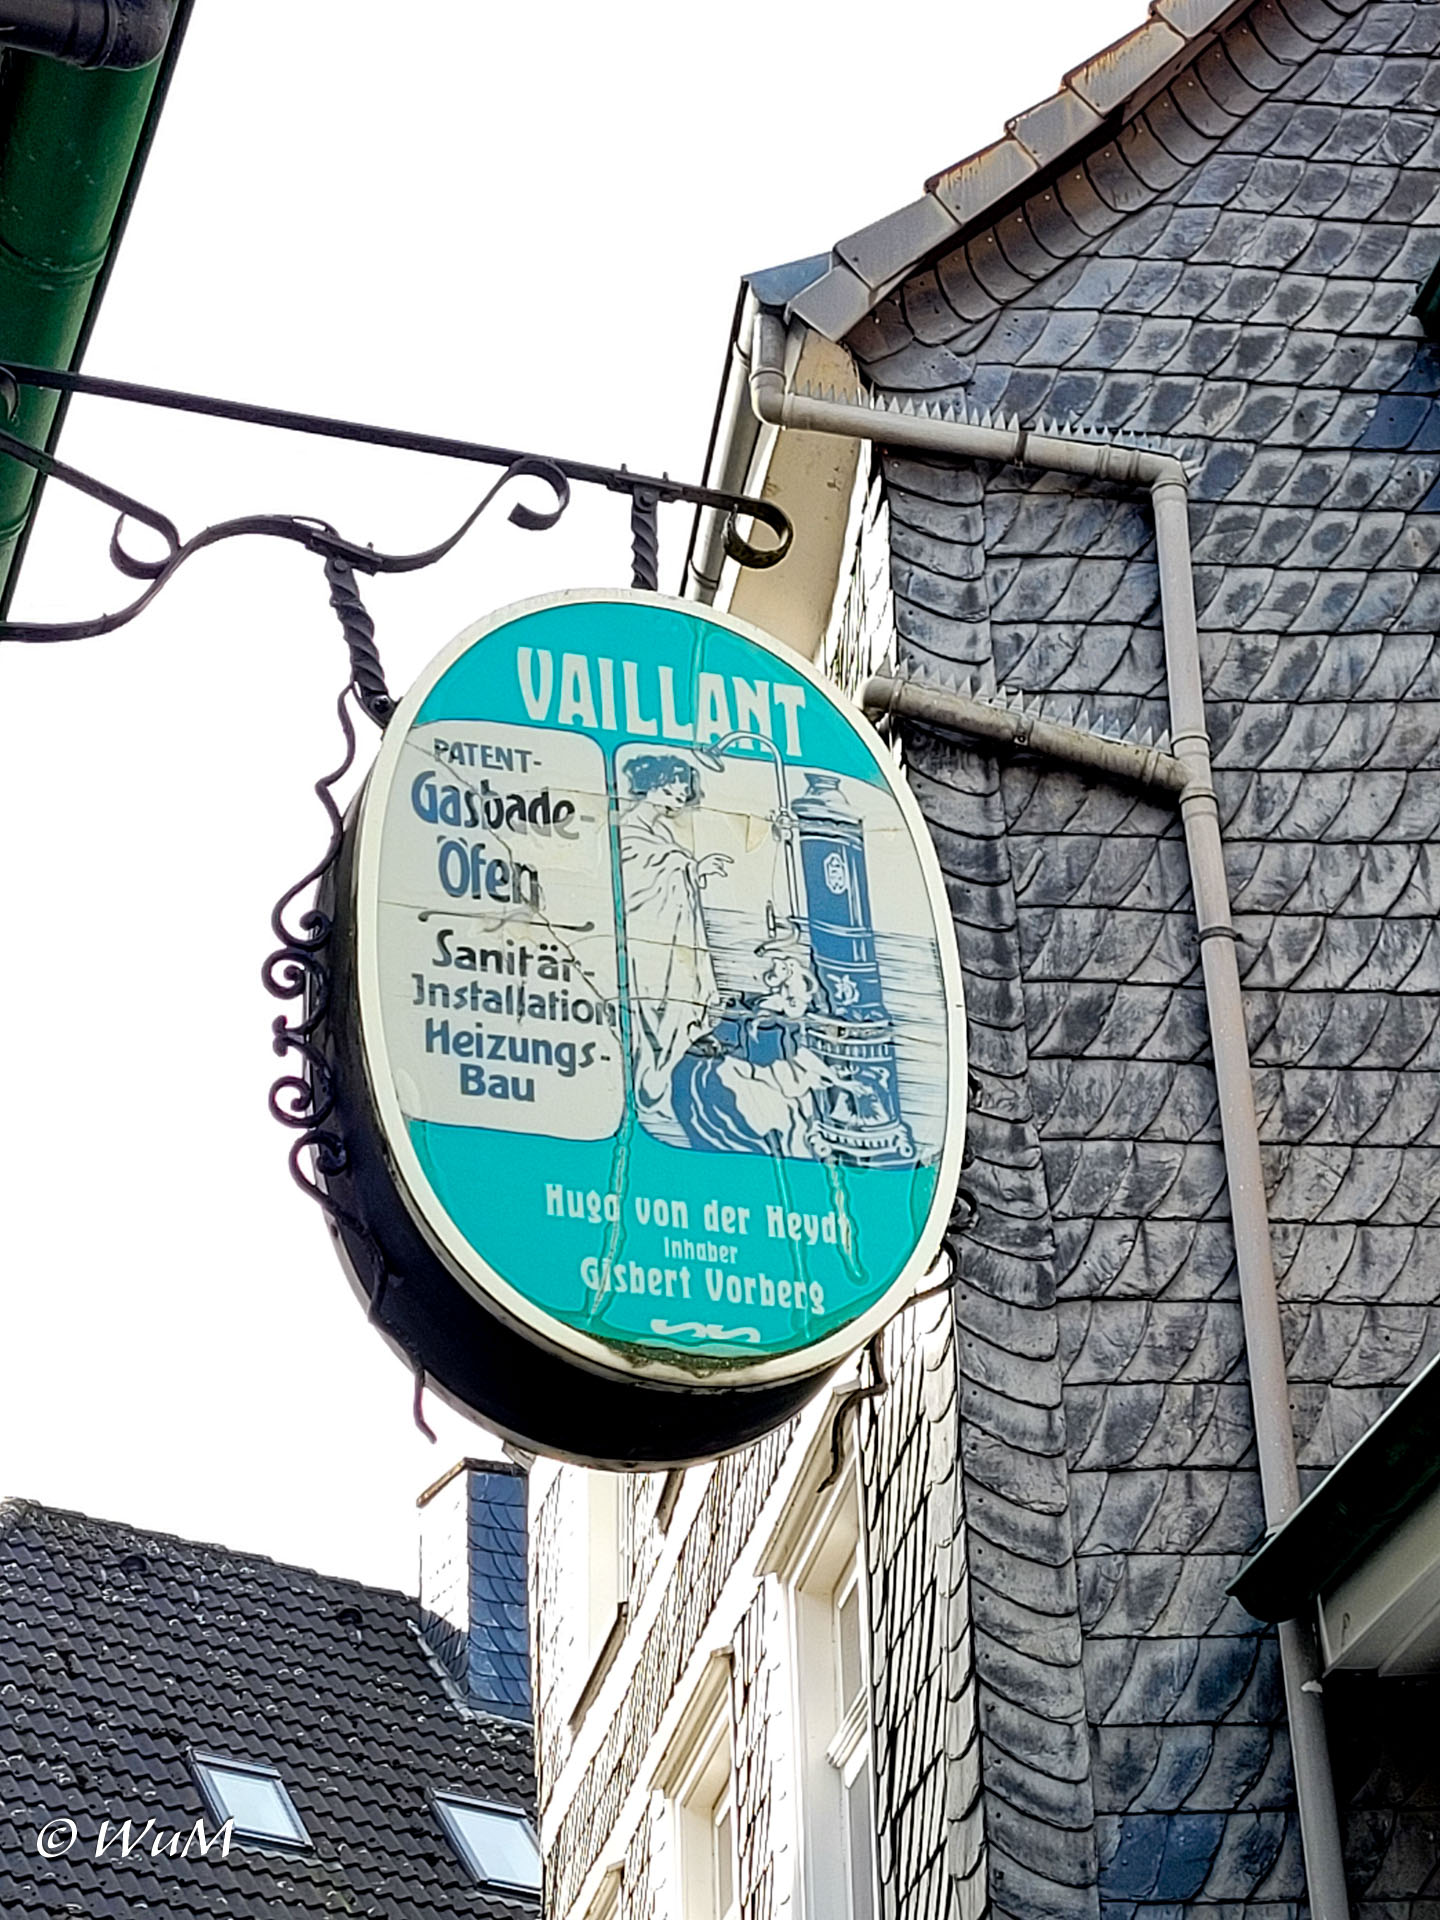 VAILLANT
PATENT-
Gasbade-
Öfen
Sanitär-
Installation
Heizungs-
Bau
Hugo von der Heydt
Inhaber
Gisbert Vorberg
© WuM